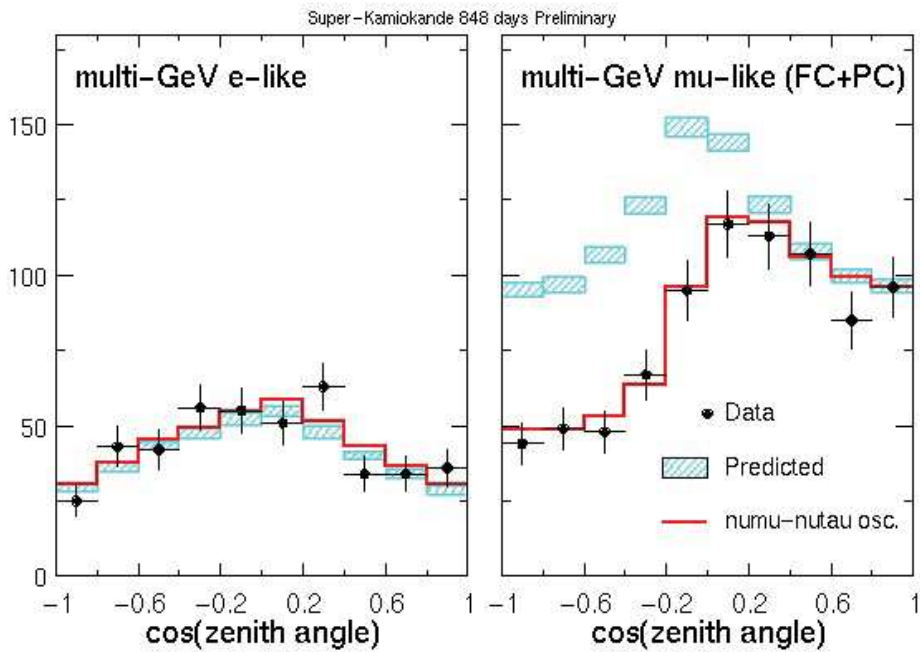 Super-Kamiokande 848 days Preliminary
multi-GeV e-like
multi-GeV mu-like (FC+PC)
150
100
50
0
Data
Predicted
numu-nutau osc.
-1 -0.6 -0.2 0.2 0.6 1
-1 -0.6 -0.2 0.2 0.6 1
cos(zenith angle)
cos(zenith angle)